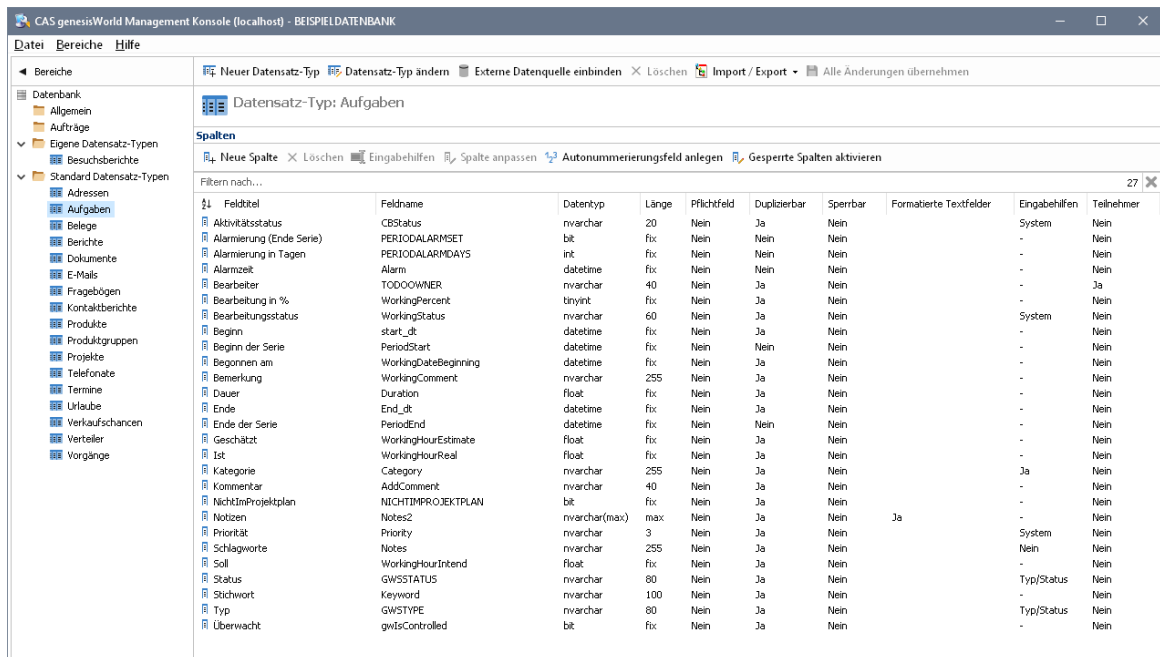 CAS genesisWorld Management Konsole (localhost) - BEISPIELDATENBANK
Datei Bereiche Hilfe
Bereiche
Datenbank
Allgemein
Aufträge
Eigene Datensatz-Typen
Besuchsberichte
Standard Datensatz-Typen
Adressen
Aufgaben
Belege
Berichte
Dokumente
E-Mails
Fragebögen
Kontaktberichte
Produkte
Produktgruppen
Projekte
Telefonate
Termine
Urlaube
Verkaufschancen
Verteiler
Vorgänge
Neuer Datensatz-Typ Datensatz-Typ ändern Externe Datenquelle einbinden Löschen Import / Export Alle Änderungen übernehmen
Datensatz-Typ: Aufgaben
Spalten
Neue Spalte Löschen Eingabehilfen Spalte anpassen Autonummerierungsfeld anlegen Gesperrte Spalten aktivieren
Filtern nach... 27
Feldtitel Feldname Datentyp Länge Pflichtfeld Duplizierbar Sperrbar Formatierte Textfelder Eingabehilfen Teilnehmer
Aktivitätsstatus CBStatus nvarchar 20 Nein Ja Nein System Nein
Alarmierung (Ende Serie) PERIODALARMSET bit fix Nein Nein Nein - Nein
Alarmierung in Tagen PERIODALARMDAYS int fix Nein Nein Nein - Nein
Alarmzeit Alarm datetime fix Nein Nein Nein - Nein
Bearbeiter TODOOWNER nvarchar 40 Nein Ja Nein - Ja
Bearbeitung in % WorkingPercent tinyint fix Nein Ja Nein - Nein
Bearbeitungsstatus WorkingStatus nvarchar 60 Nein Ja Nein System Nein
Beginn start_dt datetime fix Nein Ja Nein - Nein
Beginn der Serie PeriodStart datetime fix Nein Nein Nein - Nein
Begonnen am WorkingDateBeginning datetime fix Nein Ja Nein - Nein
Bemerkung WorkingComment nvarchar 255 Nein Ja Nein - Nein
Dauer Duration float fix Nein Ja Nein - Nein
Ende End_dt datetime fix Nein Ja Nein - Nein
Ende der Serie PeriodEnd datetime fix Nein Nein Nein - Nein
Geschätzt WorkingHourEstimate float fix Nein Ja Nein - Nein
Ist WorkingHourReal float fix Nein Ja Nein - Nein
Kategorie Category nvarchar 255 Nein Ja Nein Ja Nein
Kommentar AddComment nvarchar 40 Nein Ja Nein - Nein
NichtImProjektplan NICHTIMPROJEKTPLAN bit fix Nein Ja Nein - Nein
Notizen Notes2 nvarchar(max) max Nein Ja Nein Ja - Nein
Priorität Priority nvarchar 3 Nein Ja Nein System Nein
Schlagworte Notes nvarchar 255 Nein Ja Nein Nein Nein
Soll WorkingHourIntend float fix Nein Ja Nein - Nein
Status GWSSTATUS nvarchar 80 Nein Ja Nein Typ/Status Nein
Stichwort Keyword nvarchar 100 Nein Ja Nein - Nein
Typ GWSTYPE nvarchar 80 Nein Ja Nein Typ/Status Nein
Überwacht gwIsControlled bit fix Nein Ja Nein - Nein